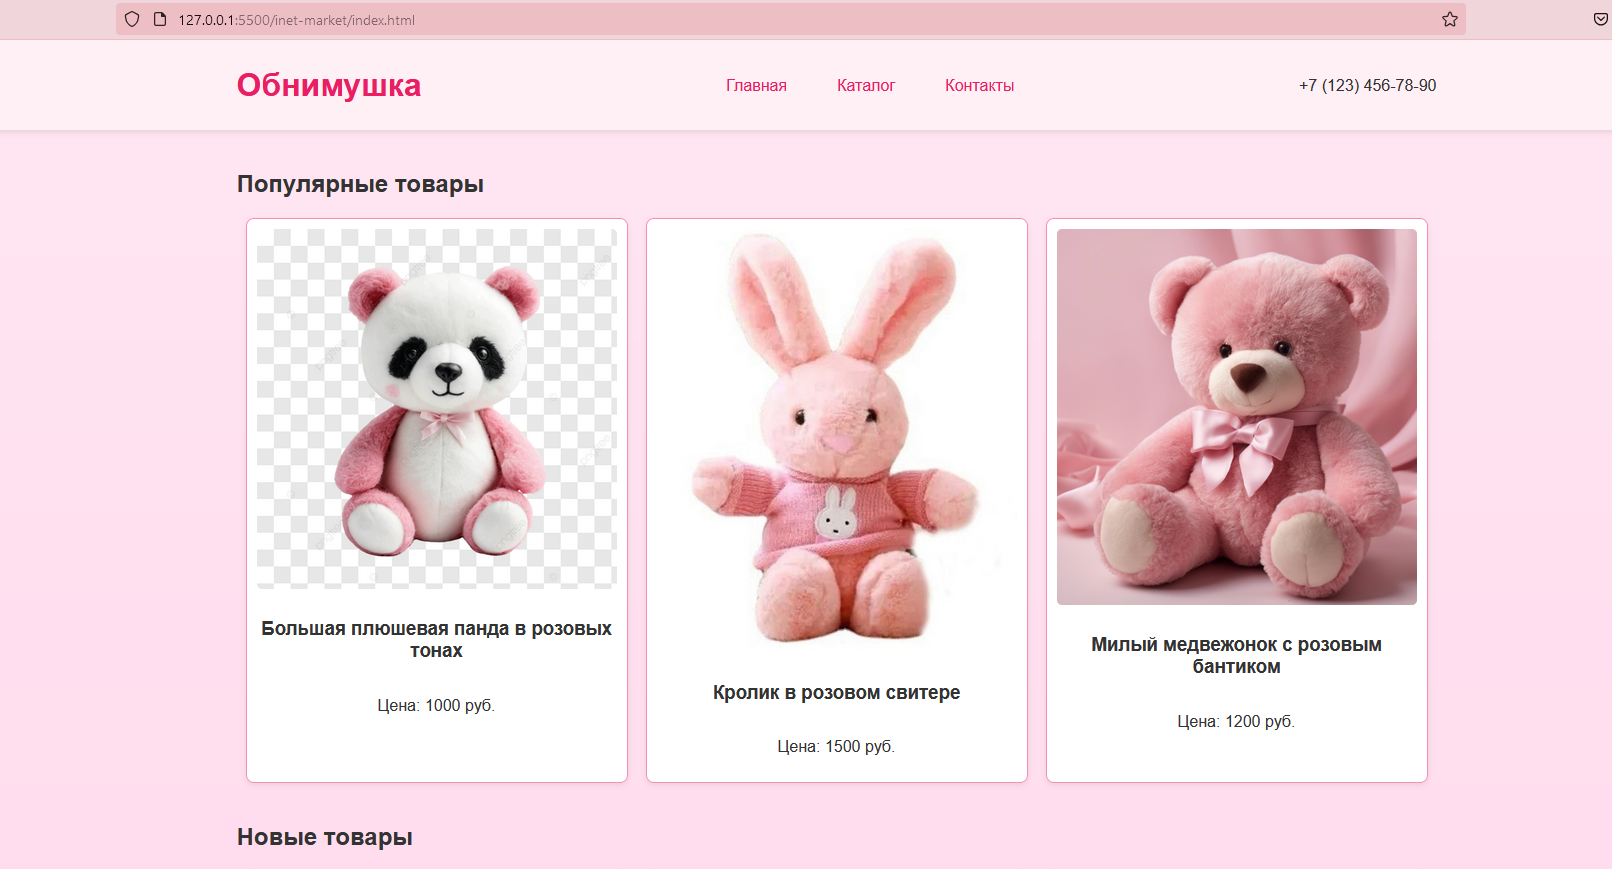 127.0.0.1:5500/inet-market/index.html
Обнимушка
Главная Каталог Контакты
+7 (123) 456-78-90
Популярные товары
Большая плюшевая панда в розовых
тонах
Цена: 1000 руб.
Кролик в розовом свитере
Цена: 1500 руб.
Милый медвежонок с розовым
бантиком
Цена: 1200 руб.
Новые товары